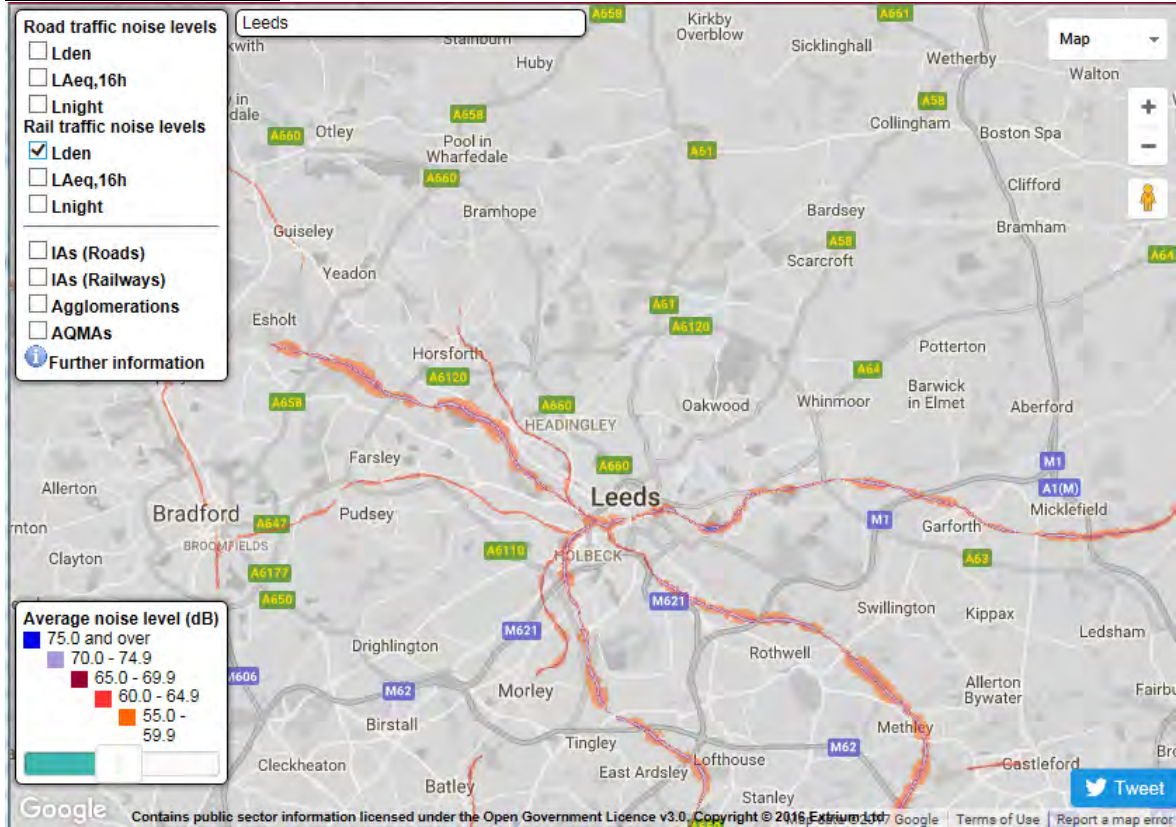 Road traffic noise levels
Lden
LAeq,16h
Lnight
Rail traffic noise levels
Lden
LAeq,16h
Lnight
IAs (Roads)
IAs (Railways)
Agglomerations
AQMAs
Further information
Leeds
Map
+
−
A658
Kirkby
Overblow
A661
Sicklinghall
Wetherby
Walton
Stainburn
Huby
A658
A58
Collingham
Boston Spa
A660
Otley
Pool in
Wharfedale
A61
A660
Clifford
Bramhope
Bardsey
Bramham
Guiseley
A58
Scarcroft
A64
Yeadon
A61
A6120
Esholt
Horsforth
Potterton
A6120
A64
Barwick
in Elmet
A658
A660
Oakwood
Whinmoor
Aberford
HEADINGLEY
Farsley
A660
M1
Allerton
Leeds
A1(M)
Bradford
Pudsey
Micklefield
A647
M1
Garforth
BROOMFIELDS
A6110
HOLBECK
A63
Clayton
A6177
A650
M621
Swillington
Kippax
M621
Ledsham
Drighlington
Rothwell
M606
M62
Morley
Allerton
Bywater
Birstall
Methley
Tingley
M62
Lofthouse
Castleford
Cleckheaton
East Ardsley
Batley
Stanley
Average noise level (dB)
75.0 and over
70.0 - 74.9
65.0 - 69.9
60.0 - 64.9
55.0 -
59.9
Tweet
Google
Contains public sector information licensed under the Open Government Licence v3.0, Copyright © 2016 Extrium Ltd
Google
Terms of Use
Report a map error